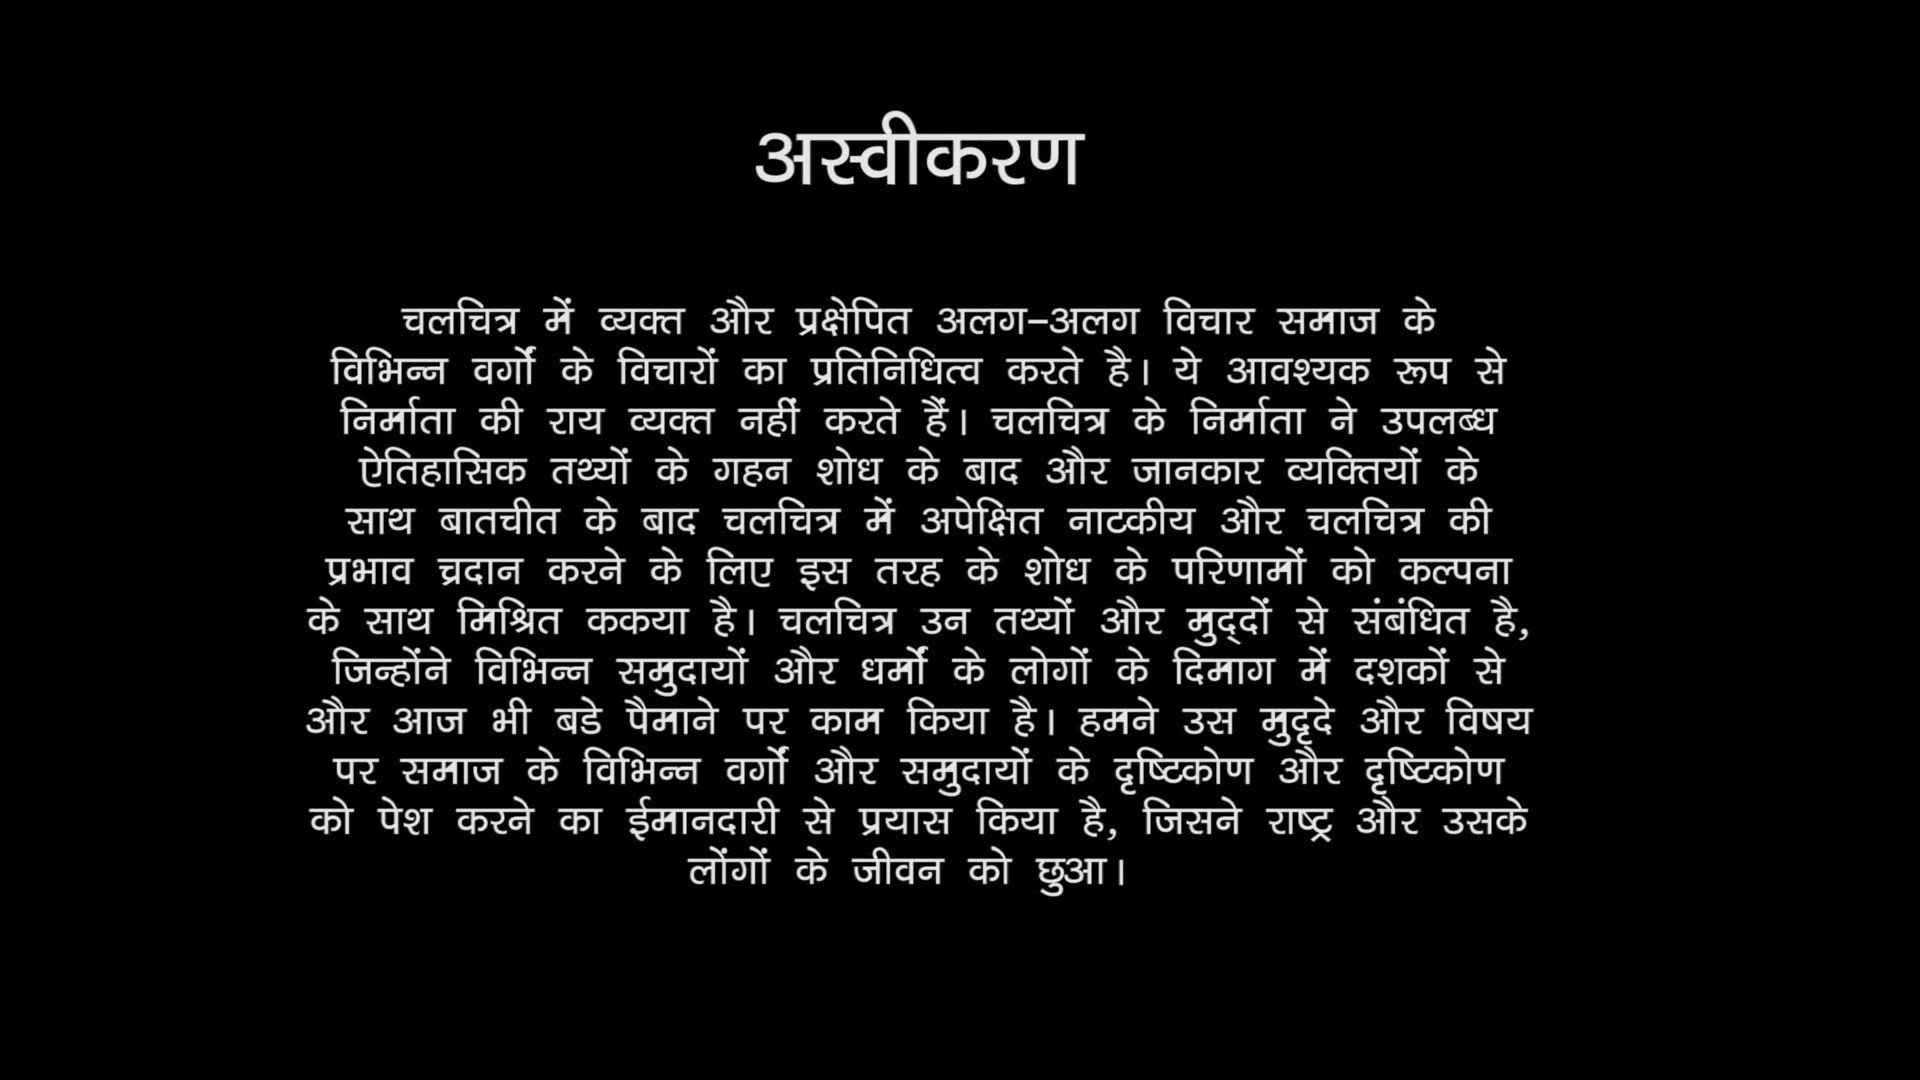 अस्वीकरण
चलचित्र में व्यक्त और प्रक्षेपित अलग-अलग विचार समाज के
विभिन्न वर्गों के विचारों का प्रतिनिधित्व करते है। ये आवश्यक रूप से
निर्माता की राय व्यक्त नहीं करते हैं। चलचित्र के निर्माता ने उपलब्ध
ऐतिहासिक तथ्यों के गहन शोध के बाद और जानकार व्यक्तियों के
साथ बातचीत के बाद चलचित्र में अपेक्षित नाटकीय और चलचित्र की
प्रभाव च्रदान करने के लिए इस तरह के शोध के परिणामों को कल्पना
के साथ मिश्रित ककया है। चलचित्र उन तथ्यों और मुद्‌दों से संबंधित है,
जिन्होंने विभिन्न समुदायों और धर्मों के लोगों के दिमाग में दशकों से
और आज भी बडे पैमाने पर काम किया है। हमने उस मुदृदे और विषय
पर समाज के विभिन्न वर्गों और समुदायों के दृष्टिकोण और दृष्टिकोण
को पेश करने का ईमानदारी से प्रयास किया है, जिसने राष्ट्र और उसके
लोंगों के जीवन को छुआ।